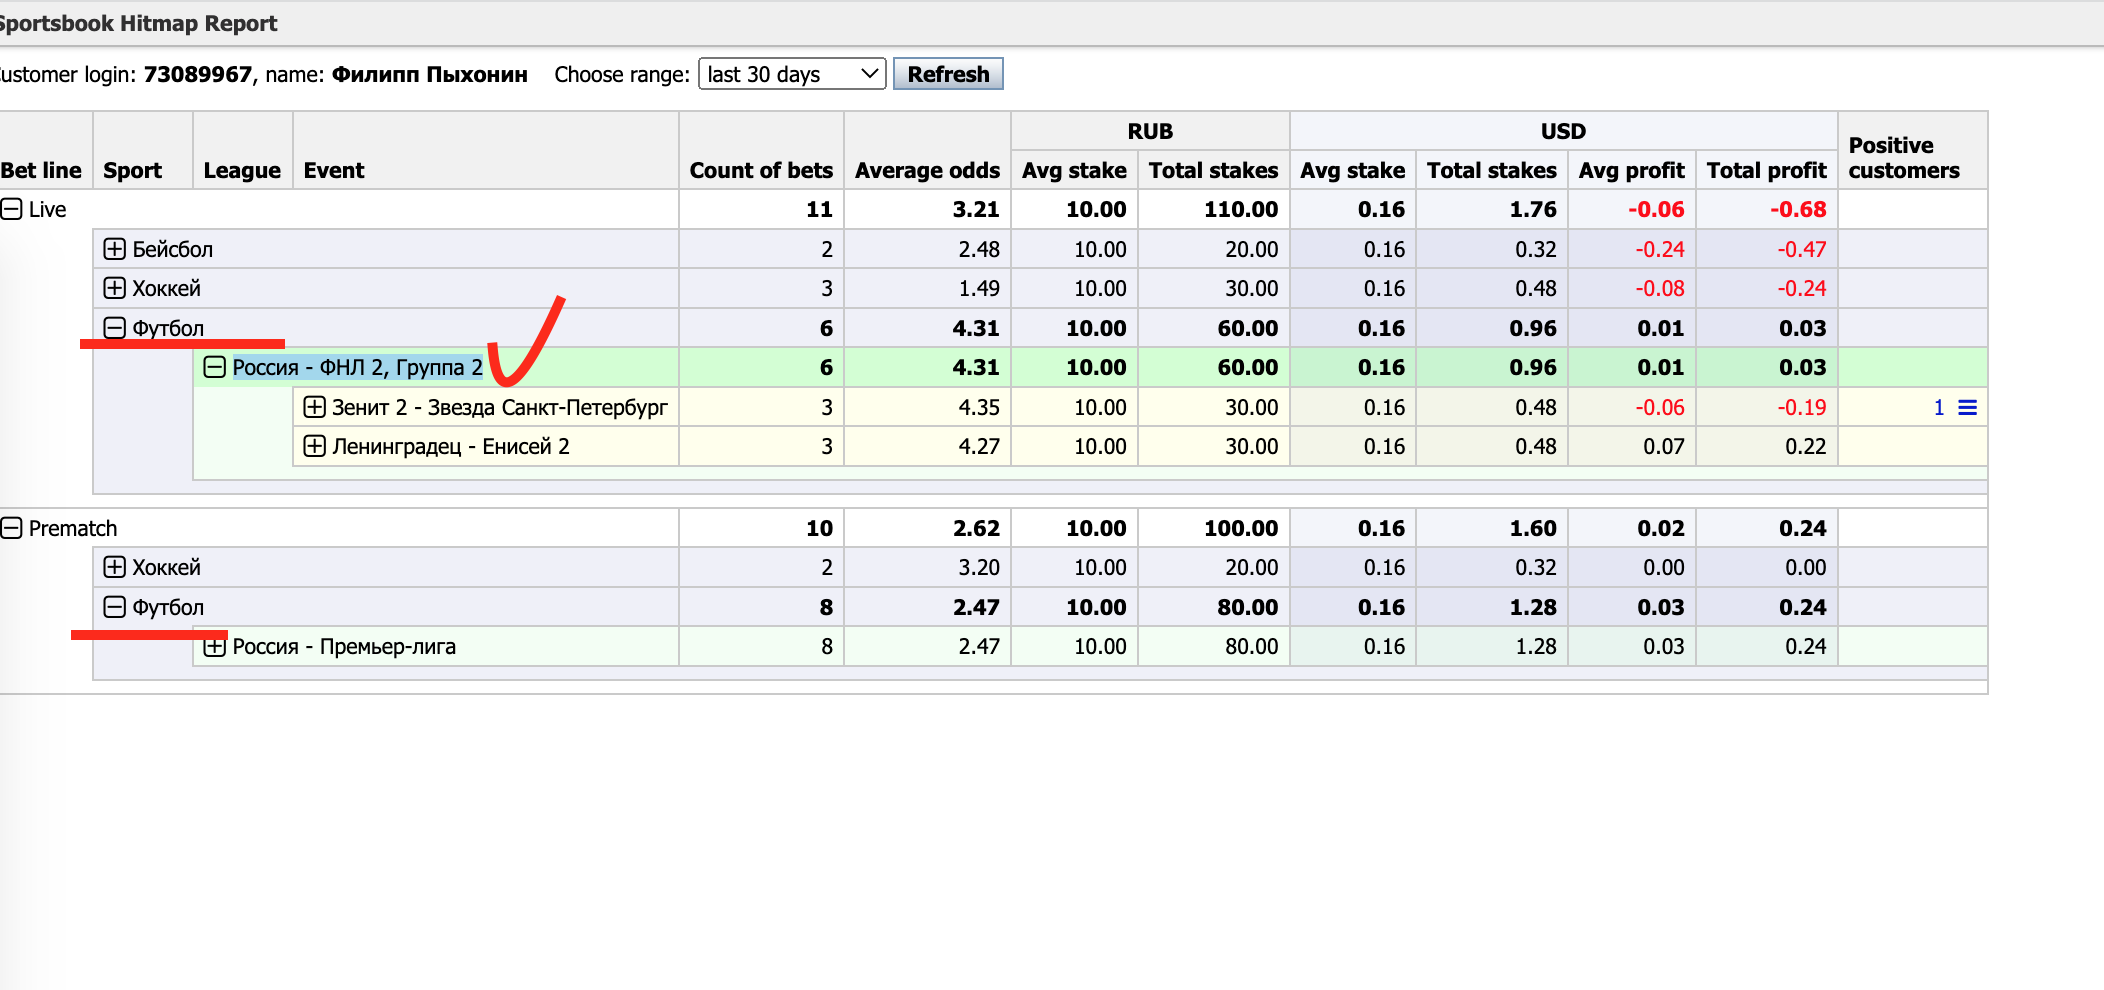 Sportsbook Hitmap Report
Customer login: 73089967, name: Филипп Пыхонин Choose range: last 30 days Refresh
RUB USD
Bet line Sport League Event Count of bets Average odds Avg stake Total stakes Avg stake Total stakes Avg profit Total profit Positive customers
Live 11 3.21 10.00 110.00 0.16 1.76 -0.06 -0.68
Бейсбол 2 2.48 10.00 20.00 0.16 0.32 -0.24 -0.47
Хоккей 3 1.49 10.00 30.00 0.16 0.48 -0.08 -0.24
Футбол 6 4.31 10.00 60.00 0.16 0.96 0.01 0.03
Россия - ФНЛ 2, Группа 2 6 4.31 10.00 60.00 0.16 0.96 0.01 0.03
Зенит 2 - Звезда Санкт-Петербург 3 4.35 10.00 30.00 0.16 0.48 -0.06 -0.19 1
Ленинградец - Енисей 2 3 4.27 10.00 30.00 0.16 0.48 0.07 0.22
Prematch 10 2.62 10.00 100.00 0.16 1.60 0.02 0.24
Хоккей 2 3.20 10.00 20.00 0.16 0.32 0.00 0.00
Футбол 8 2.47 10.00 80.00 0.16 1.28 0.03 0.24
Россия - Премьер-лига 8 2.47 10.00 80.00 0.16 1.28 0.03 0.24